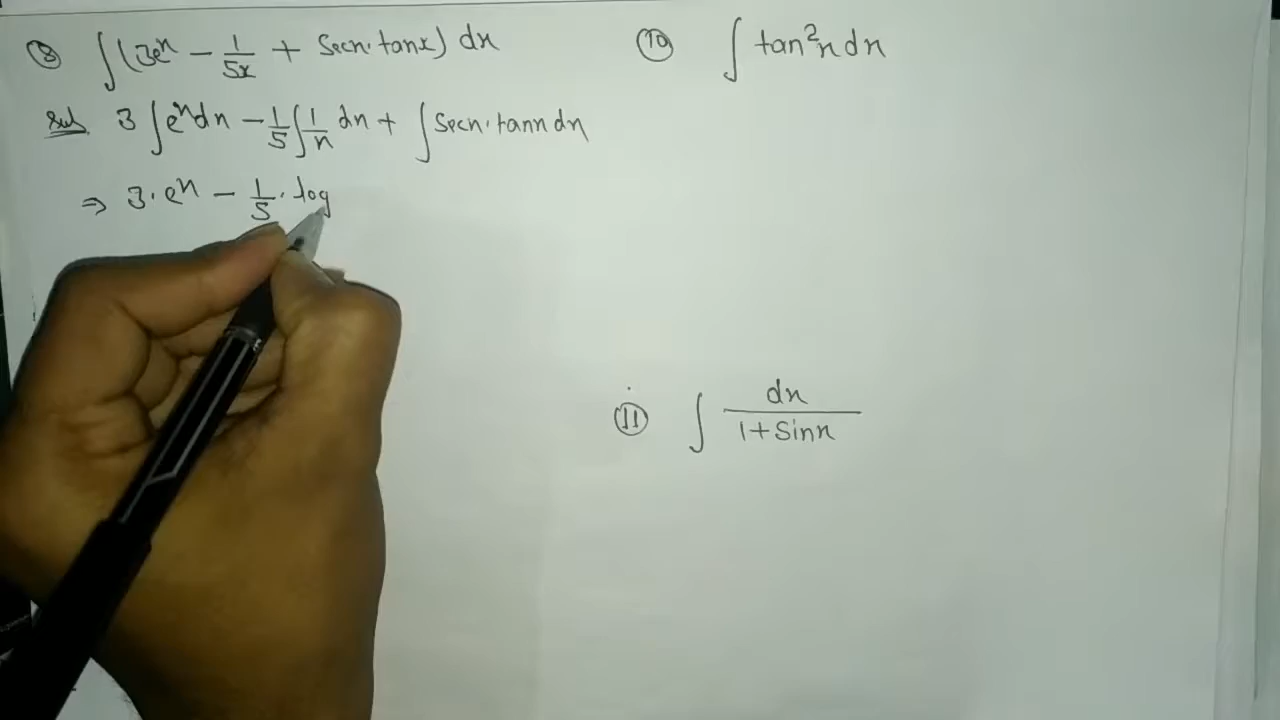 ⑧ ∫(3eˣ − 1/5x + Secx·tanx) dx
Sol. 3 ∫eˣdx − 1/5 ∫1/x dx + ∫Secx·tanx dx
⇒ 3·eˣ − 1/5 · log
⑩ ∫ tan²x dx
⑪ ∫ dx / 1+Sinx